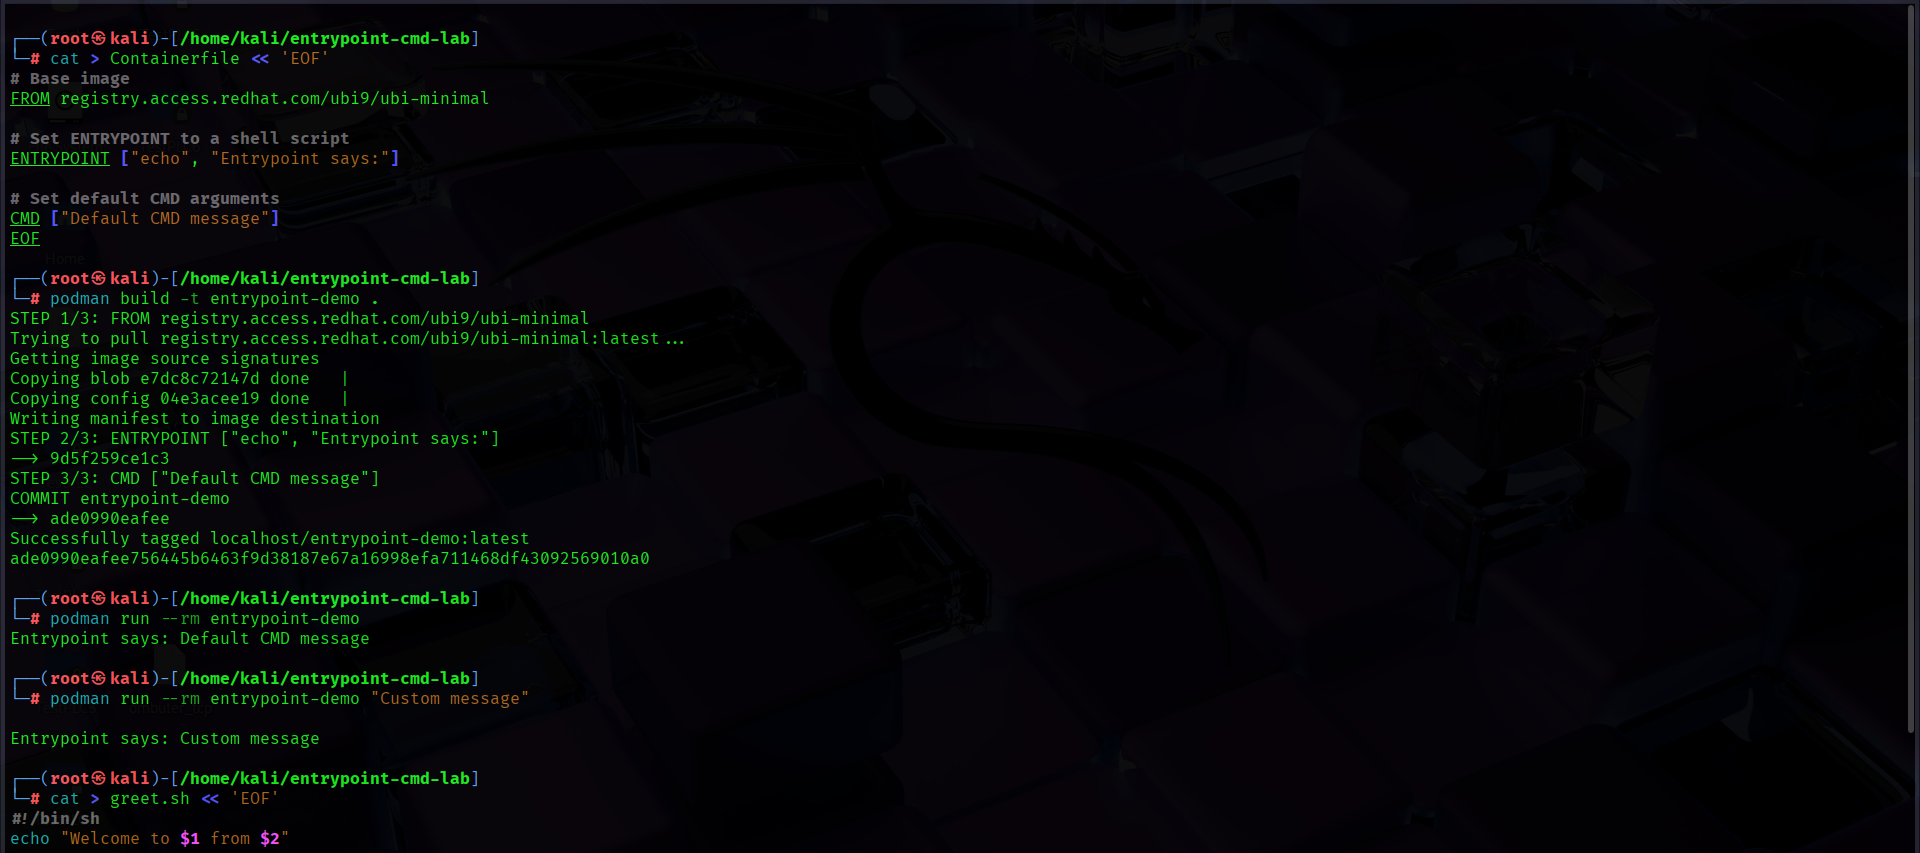 ┌──(root㉿kali)-[/home/kali/entrypoint-cmd-lab]
└─# cat > Containerfile << 'EOF'
# Base image
FROM registry.access.redhat.com/ubi9/ubi-minimal
# Set ENTRYPOINT to a shell script
ENTRYPOINT ["echo", "Entrypoint says:"]
# Set default CMD arguments
CMD ["Default CMD message"]
EOF
Home
┌──(root㉿kali)-[/home/kali/entrypoint-cmd-lab]
└─# podman build -t entrypoint-demo .
STEP 1/3: FROM registry.access.redhat.com/ubi9/ubi-minimal
Trying to pull registry.access.redhat.com/ubi9/ubi-minimal:latest...
Getting image source signatures
Copying blob e7dc8c72147d done   |
Copying config 04e3acee19 done   |
Writing manifest to image destination
STEP 2/3: ENTRYPOINT ["echo", "Entrypoint says:"]
--> 9d5f259ce1c3
STEP 3/3: CMD ["Default CMD message"]
COMMIT entrypoint-demo
--> ade0990eafee
Successfully tagged localhost/entrypoint-demo:latest
ade0990eafee756445b6463f9d38187e67a16998efa711468df43092569010a0
┌──(root㉿kali)-[/home/kali/entrypoint-cmd-lab]
└─# podman run --rm entrypoint-demo
Entrypoint says: Default CMD message
┌──(root㉿kali)-[/home/kali/entrypoint-cmd-lab]
└─# podman run --rm entrypoint-demo "Custom message"
Entrypoint says: Custom message
┌──(root㉿kali)-[/home/kali/entrypoint-cmd-lab]
└─# cat > greet.sh << 'EOF'
#!/bin/sh
echo "Welcome to $1 from $2"